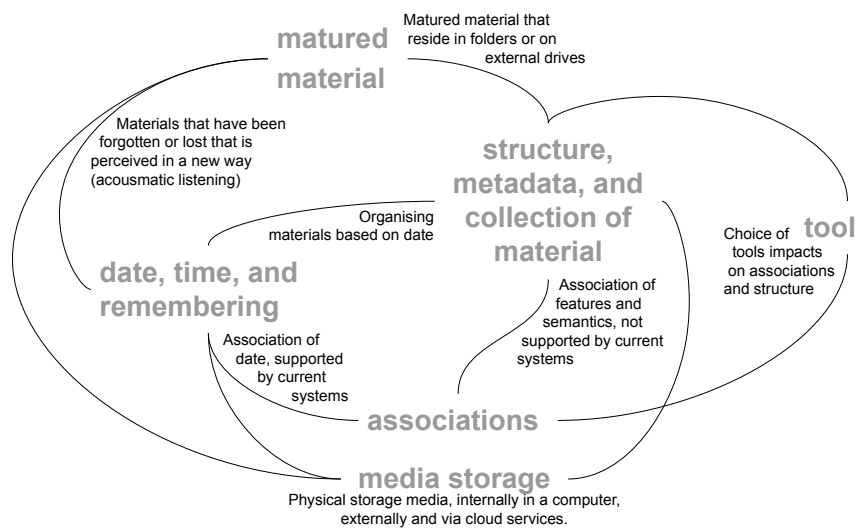 matured
material
Matured material that
reside in folders or on
external drives
Materials that have been
forgotten or lost that is
perceived in a new way
(acousmatic listening)
structure,
metadata, and
collection of
material
Organising
materials based on date
Choice of
tools impacts
on associations
and structure
tool
date, time, and
remembering
Association of
features and
semantics, not
supported by current
systems
Association of
date, supported
by current
systems
associations
media storage
Physical storage media, internally in a computer,
externally and via cloud services.